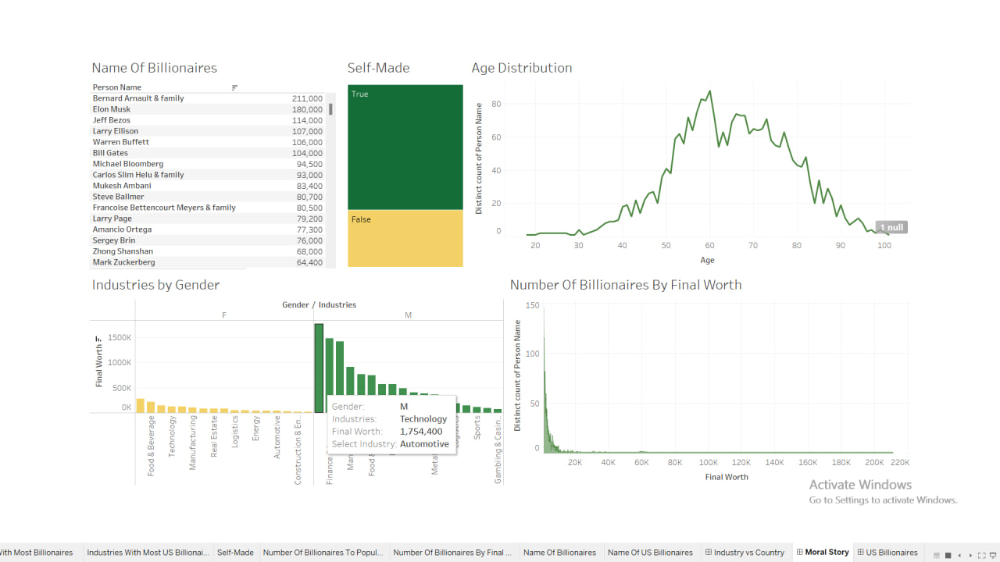 Name Of Billionaires
Person Name
Bernard Arnault & family 211,000
Elon Musk 180,000
Jeff Bezos 114,000
Larry Ellison 107,000
Warren Buffett 106,000
Bill Gates 104,000
Michael Bloomberg 94,500
Carlos Slim Helu & family 93,000
Mukesh Ambani 83,400
Steve Ballmer 80,700
Francoise Bettencourt Meyers & family 80,500
Larry Page 79,200
Amancio Ortega 77,300
Sergey Brin 76,000
Zhong Shanshan 68,000
Mark Zuckerberg 64,400
Self-Made
True
False
Age Distribution
Distinct count of Person Name
80
60
40
20
0
1 null
20 30 40 50 60 70 80 90 100
Age
Industries by Gender
Gender / Industries
F M
Final Worth
1500K
1000K
500K
0K
Food & Beverage
Technology
Manufacturing
Real Estate
Logistics
Energy
Automotive
Construction & En..
Finance
Man
Food &
Metal
Logistics
Sports
Gambling & Casin..
Gender: M
Industries: Technology
Final Worth: 1,754,400
Select Industry: Automotive
Number Of Billionaires By Final Worth
Distinct count of Person Name
150
100
50
0
20K 40K 60K 80K 100K 120K 140K 160K 180K 200K 220K
Final Worth
Activate Windows
Go to Settings to activate Windows.
With Most Billionaires Industries With Most US Billionai... Self-Made Number Of Billionaires To Popul... Number Of Billionaires By Final ... Name Of Billionaires Name Of US Billionaires Industry vs Country Moral Story US Billionaires